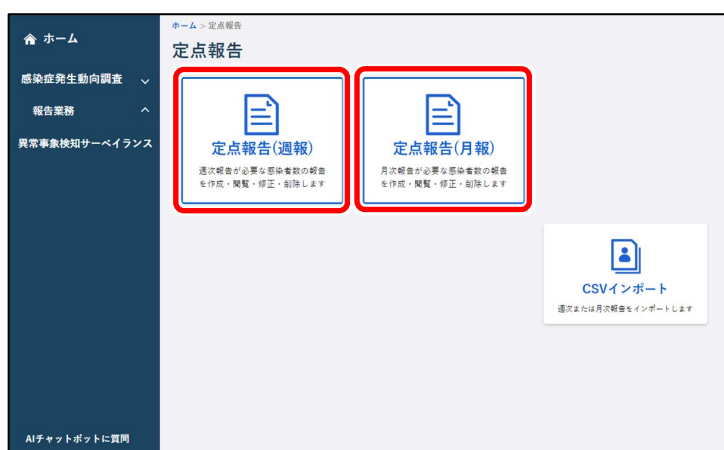 ホーム
感染症発生動向調査
報告業務
異常事象検知サーベイランス
AIチャットボットに質問
ホーム > 定点報告
定点報告
定点報告(週報)
週次報告が必要な感染者数の報告
を作成・閲覧・修正・削除します
定点報告(月報)
月次報告が必要な感染者数の報告
を作成・閲覧・修正・削除します
CSVインポート
週次または月次報告をインポートします